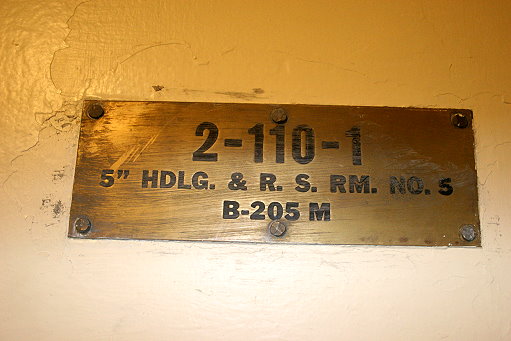 2-110-1
5" HDLG. & R. S. RM. NO. 5
B-205 M